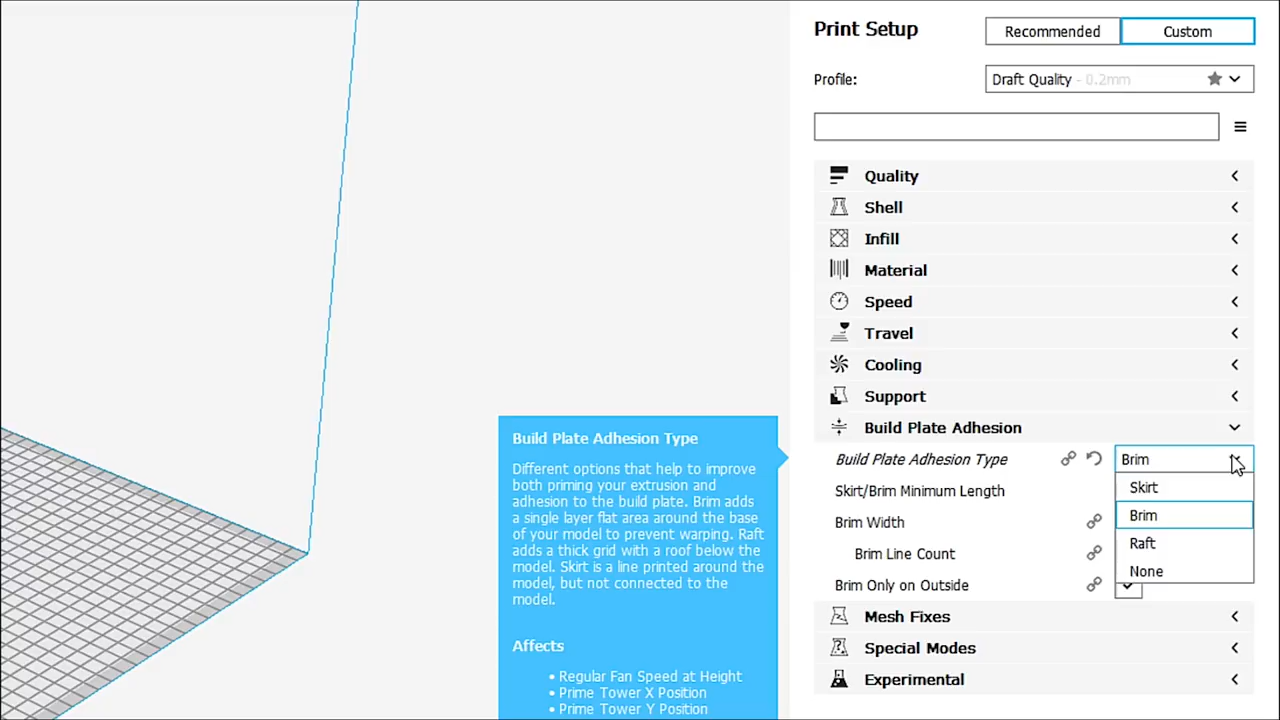 Print Setup
Recommended
Custom
Profile:
Draft Quality - 0.2mm
Quality
Shell
Infill
Material
Speed
Travel
Cooling
Support
Build Plate Adhesion
Build Plate Adhesion Type
Brim
Skirt/Brim Minimum Length
Skirt
Brim Width
Brim
Brim Line Count
Raft
Brim Only on Outside
None
Mesh Fixes
Special Modes
Experimental
Build Plate Adhesion Type
Different options that help to improve
both priming your extrusion and
adhesion to the build plate. Brim adds
a single layer flat area around the base
of your model to prevent warping. Raft
adds a thick grid with a roof below the
model. Skirt is a line printed around the
model, but not connected to the
model.
Affects
• Regular Fan Speed at Height
• Prime Tower X Position
• Prime Tower Y Position